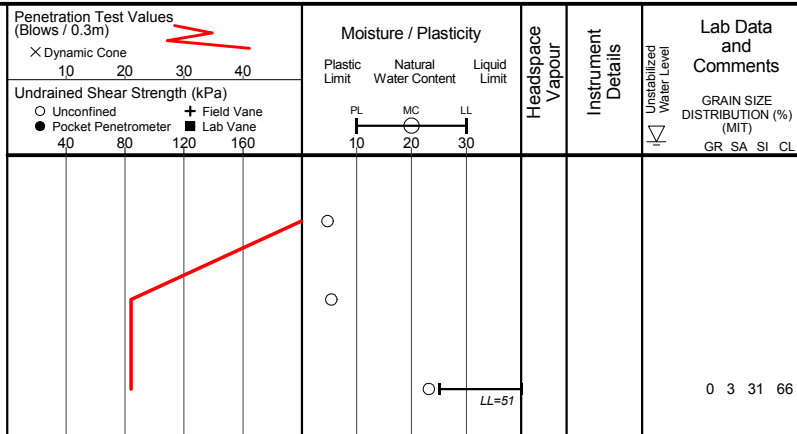 Penetration Test Values
(Blows / 0.3m)
× Dynamic Cone
10 20 30 40
Undrained Shear Strength (kPa)
○ Unconfined + Field Vane
● Pocket Penetrometer ■ Lab Vane
40 80 120 160
Moisture / Plasticity
Plastic Limit
Natural Water Content
Liquid Limit
PL MC LL
10 20 30
Headspace Vapour
Instrument Details
Unstabilized Water Level
Lab Data
and
Comments
GRAIN SIZE
DISTRIBUTION (%)
(MIT)
GR SA SI CL
LL=51
0 3 31 66